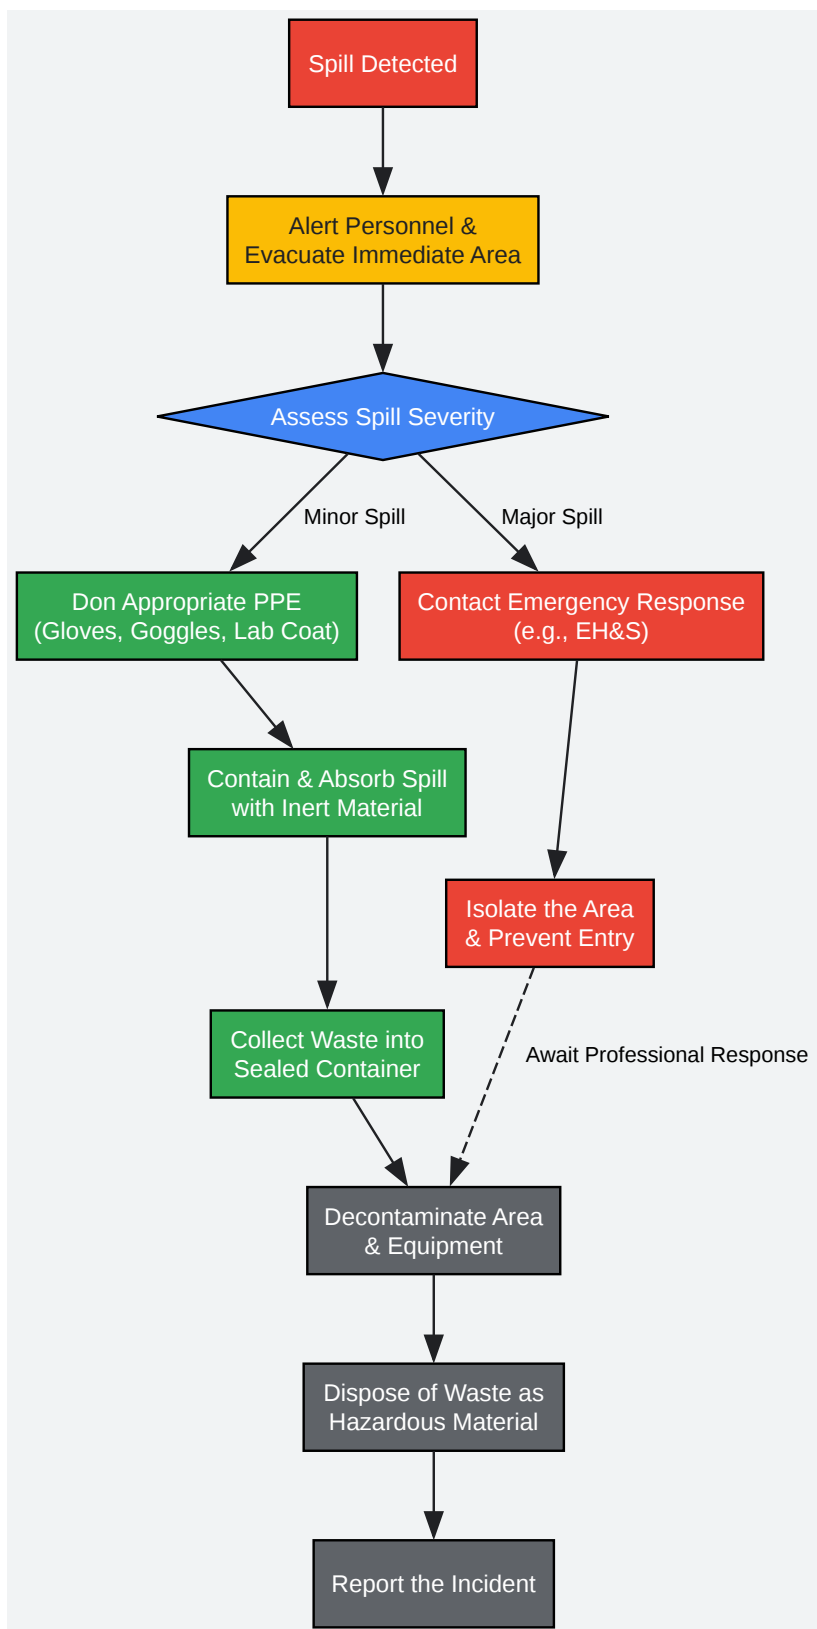 Spill Detected
Alert Personnel &
Evacuate Immediate Area
Assess Spill Severity
Minor Spill
Major Spill
Don Appropriate PPE
(Gloves, Goggles, Lab Coat)
Contact Emergency Response
(e.g., EH&S)
Contain & Absorb Spill
with Inert Material
Isolate the Area
& Prevent Entry
Collect Waste into
Sealed Container
Await Professional Response
Decontaminate Area
& Equipment
Dispose of Waste as
Hazardous Material
Report the Incident